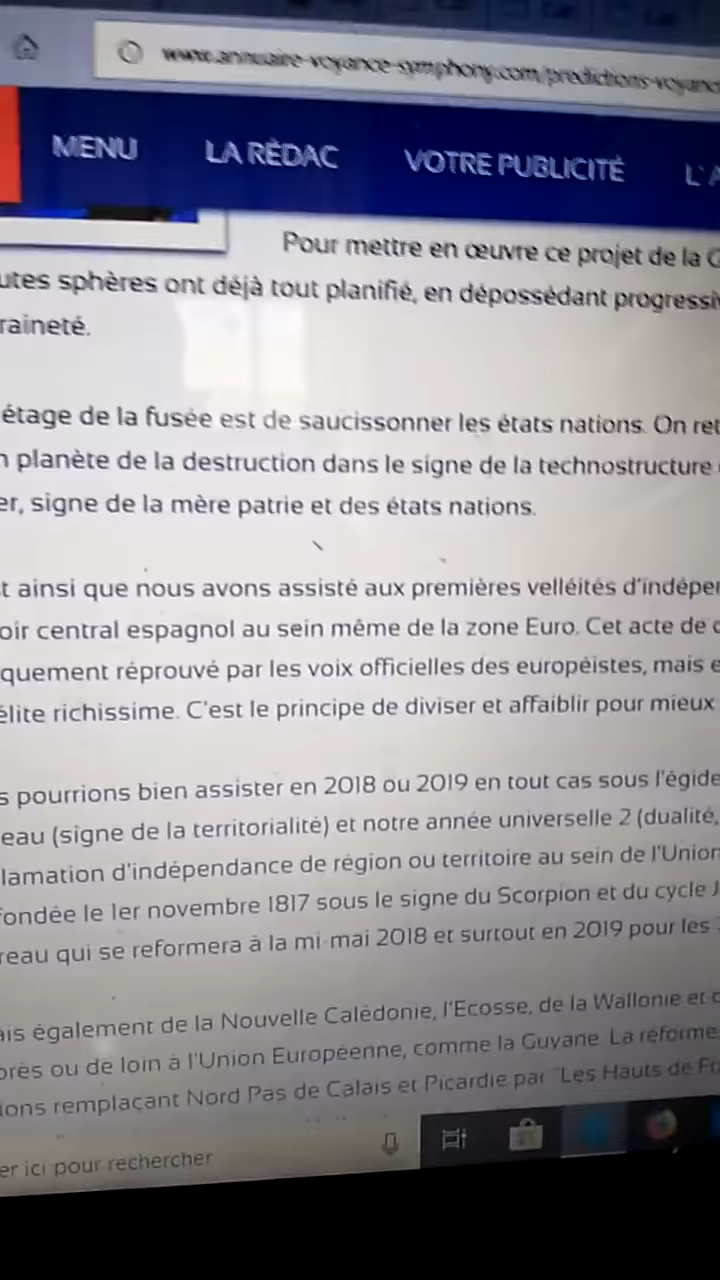 www.annuaire-voyance-symphony.com/predictions-voyanc
MENU LA RÉDAC VOTRE PUBLICITÉ L'A
Pour mettre en œuvre ce projet de la G
utes sphères ont déjà tout planifié, en dépossédant progressiv
raineté.
étage de la fusée est de saucissonner les états nations. On ret
n planète de la destruction dans le signe de la technostructure
er, signe de la mère patrie et des états nations.
t ainsi que nous avons assisté aux premières velléités d'indéper
oir central espagnol au sein même de la zone Euro. Cet acte de
quement réprouvé par les voix officielles des européistes, mais e
élite richissime. C'est le principe de diviser et affaiblir pour mieux
s pourrions bien assister en 2018 ou 2019 en tout cas sous l'égide
eau (signe de la territorialité) et notre année universelle 2 (dualité,
lamation d'indépendance de région ou territoire au sein de l'Union
fondée le 1er novembre 1817 sous le signe du Scorpion et du cycle J
reau qui se reformera à la mi-mai 2018 et surtout en 2019 pour les
ais également de la Nouvelle Calédonie, l'Ecosse, de la Wallonie et
près ou de loin à l'Union Européenne, comme la Guyane. La réforme
ions remplaçant Nord Pas de Calais et Picardie par "Les Hauts de Fr
er ici pour rechercher